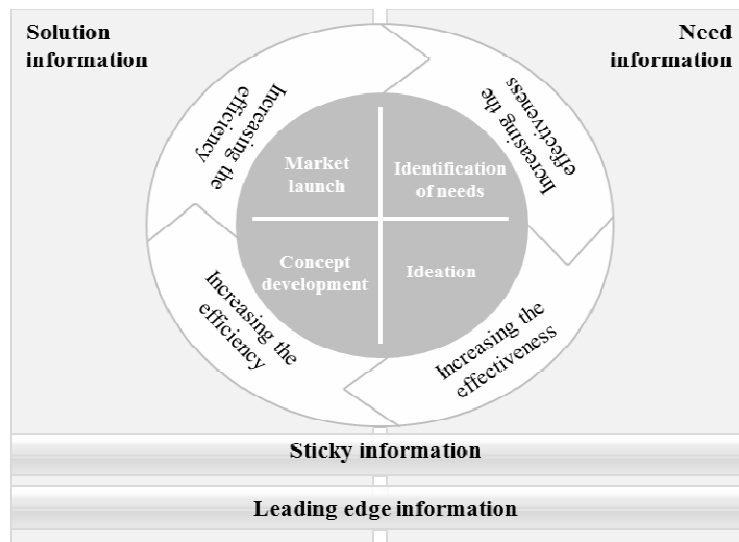 Solution
information
Need
information
Increasing the
efficiency
Increasing the
effectiveness
Market
launch
Identification
of needs
Concept
development
Ideation
Increasing the
efficiency
Increasing the
effectiveness
Sticky information
Leading edge information